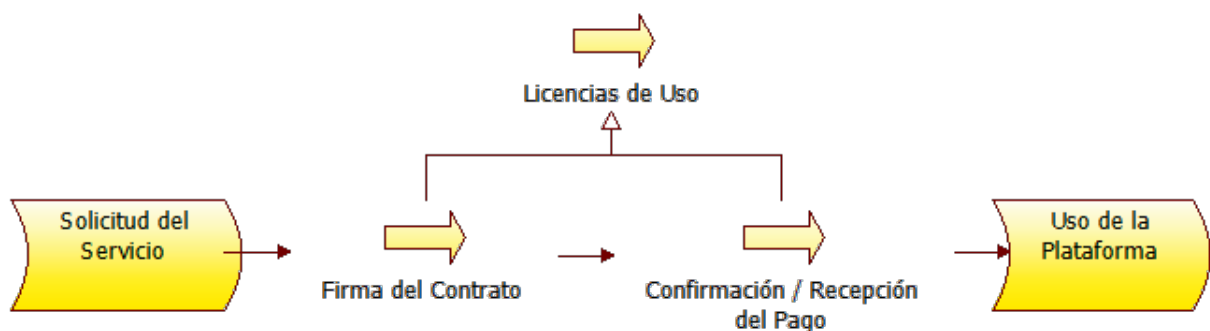 Licencias de Uso
Solicitud del
Servicio
Firma del Contrato
Confirmación / Recepción
del Pago
Uso de la
Plataforma